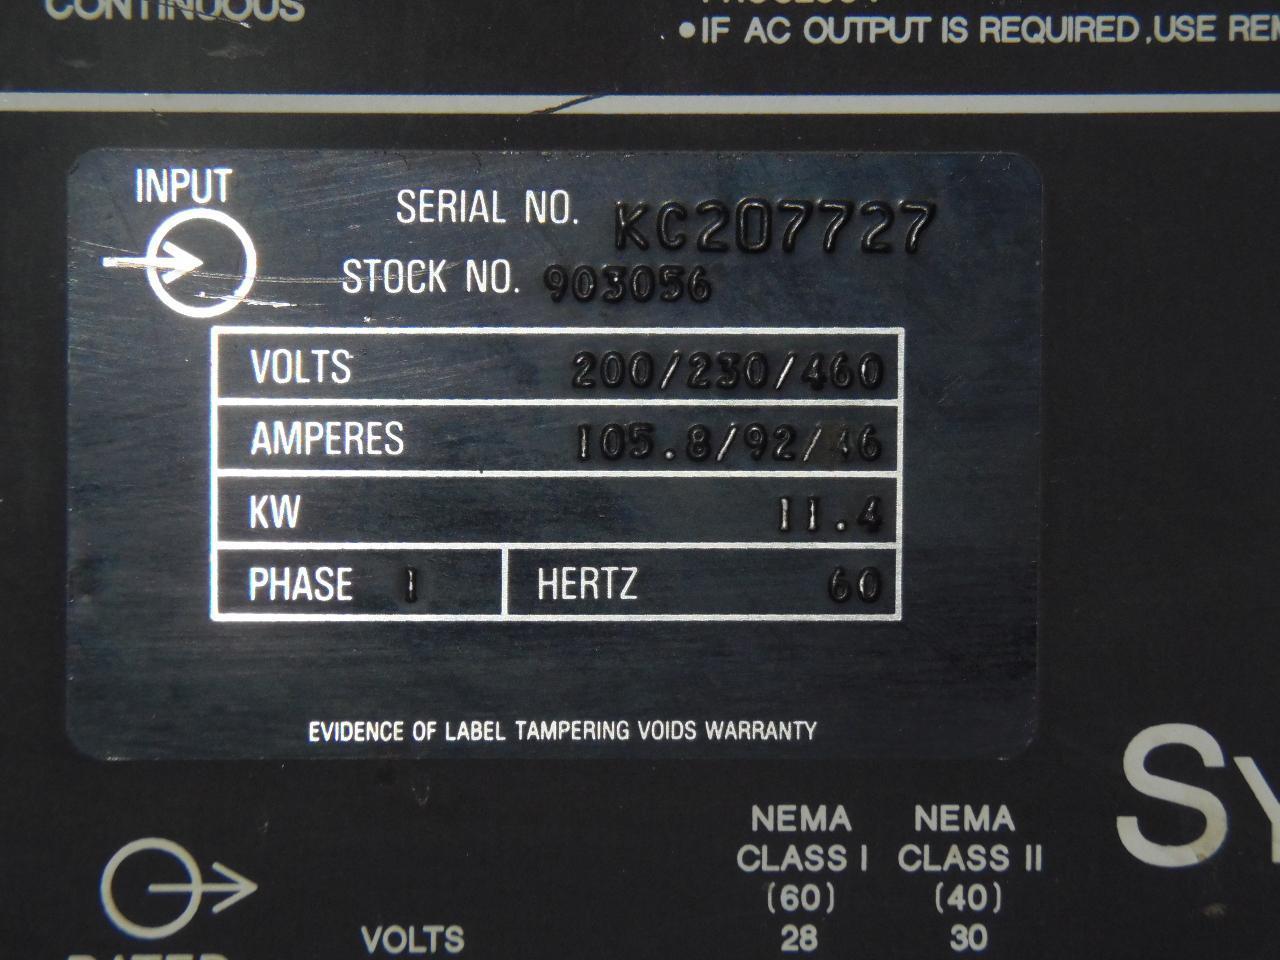 CONTINUOUS
•IF AC OUTPUT IS REQUIRED, USE
INPUT
SERIAL NO. KC207727
STOCK NO. 903056
VOLTS 200/230/460
AMPERES 105.8/92/46
KW 11.4
PHASE 1 HERTZ 60
EVIDENCE OF LABEL TAMPERING VOIDS WARRANTY
NEMA NEMA
CLASS I CLASS II
(60) (40)
VOLTS 28 30
RATED